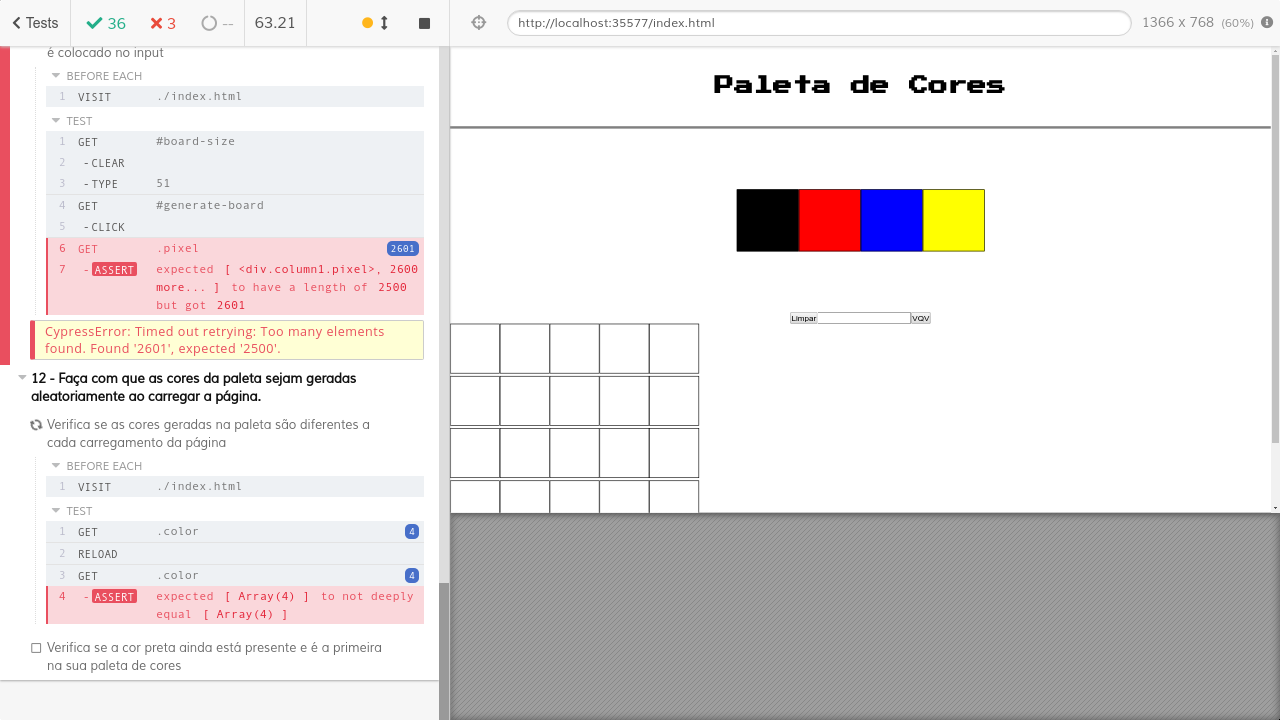 Tests
36
3
--
63.21
http://localhost:35577/index.html
1366 x 768 (60%)
é colocado no input
BEFORE EACH
1 VISIT ./index.html
TEST
1 GET #board-size
2 -CLEAR
3 -TYPE 51
4 GET #generate-board
5 -CLICK
6 GET .pixel 2601
7 -ASSERT expected [ <div.column1.pixel>, 2600
more... ] to have a length of 2500
but got 2601
CypressError: Timed out retrying: Too many elements
found. Found '2601', expected '2500'.
12 - Faça com que as cores da paleta sejam geradas
aleatoriamente ao carregar a página.
Verifica se as cores geradas na paleta são diferentes a
cada carregamento da página
BEFORE EACH
1 VISIT ./index.html
TEST
1 GET .color 4
2 RELOAD
3 GET .color 4
4 -ASSERT expected [ Array(4) ] to not deeply
equal [ Array(4) ]
Verifica se a cor preta ainda está presente e é a primeira
na sua paleta de cores
Paleta de Cores
Limpar VQV